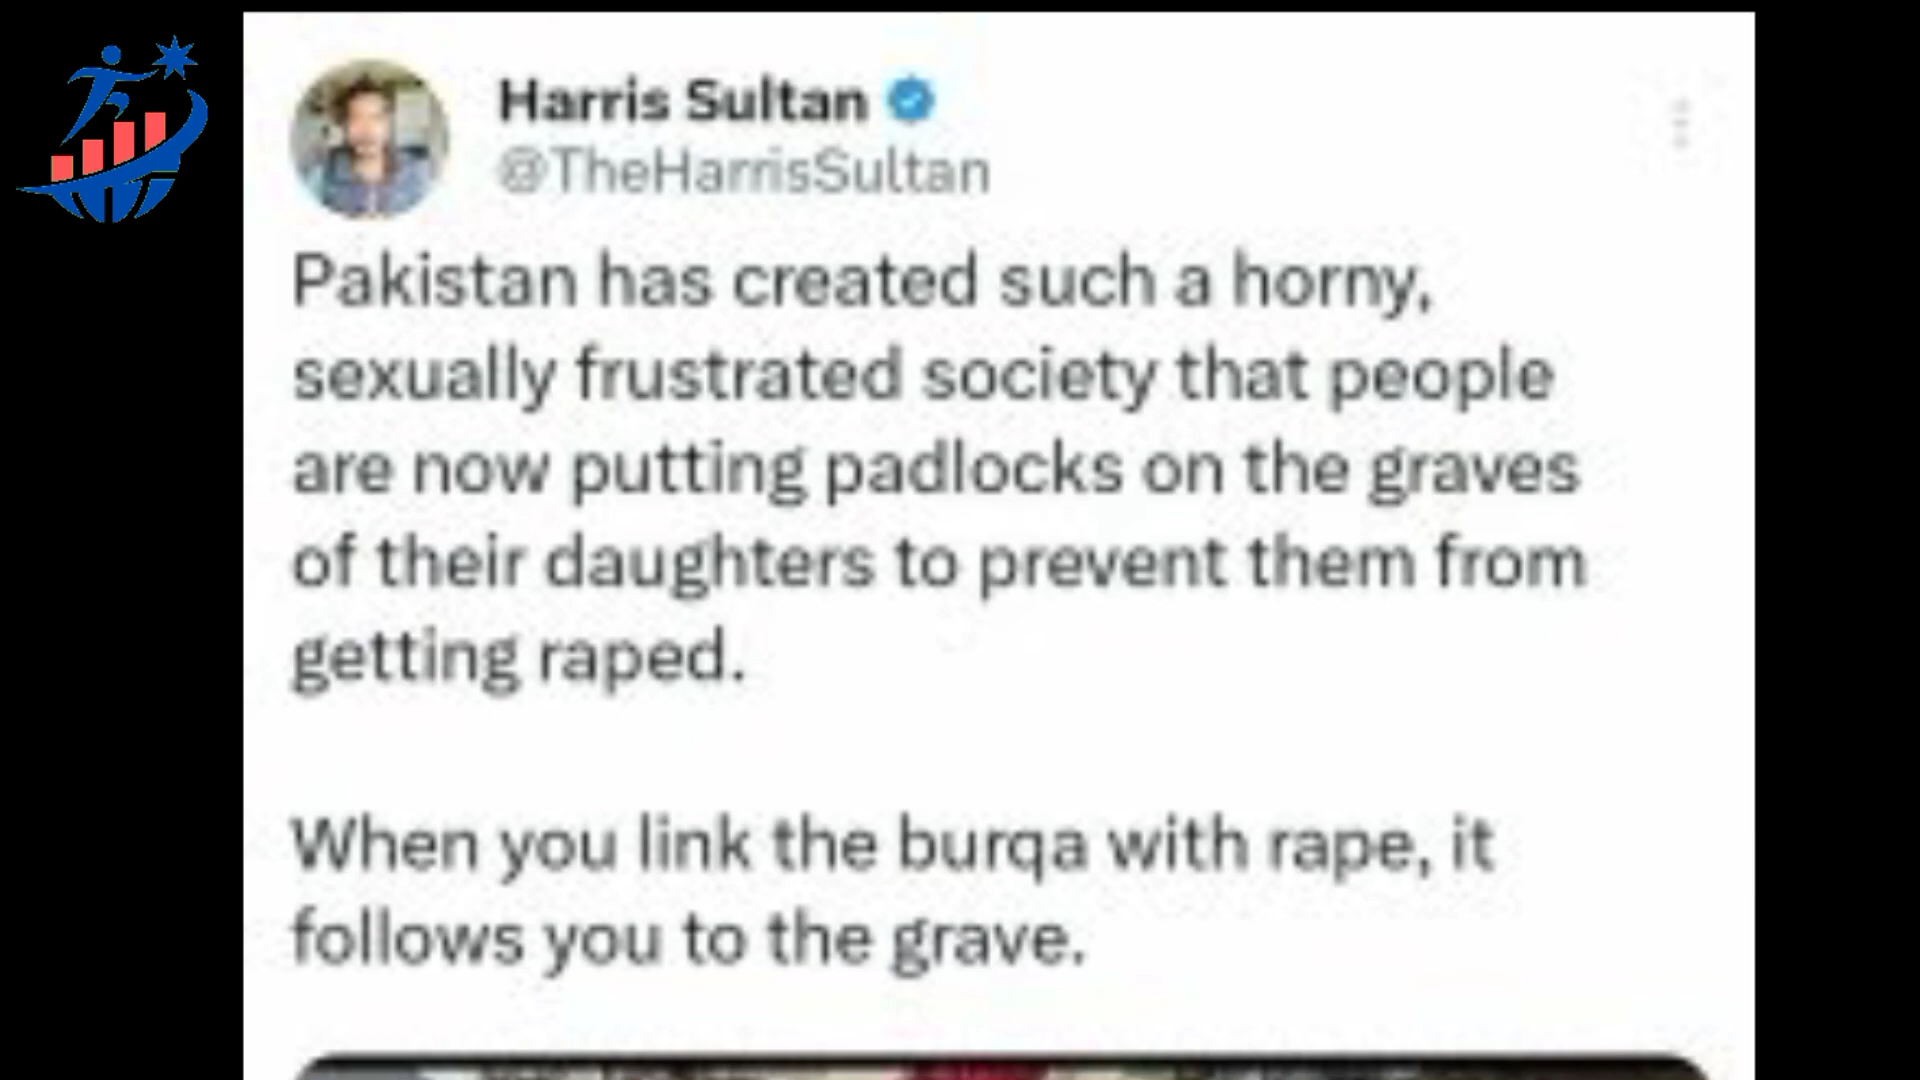 Harris Sultan
@TheHarrisSultan
Pakistan has created such a horny,
sexually frustrated society that people
are now putting padlocks on the graves
of their daughters to prevent them from
getting raped.
When you link the burqa with rape, it
follows you to the grave.